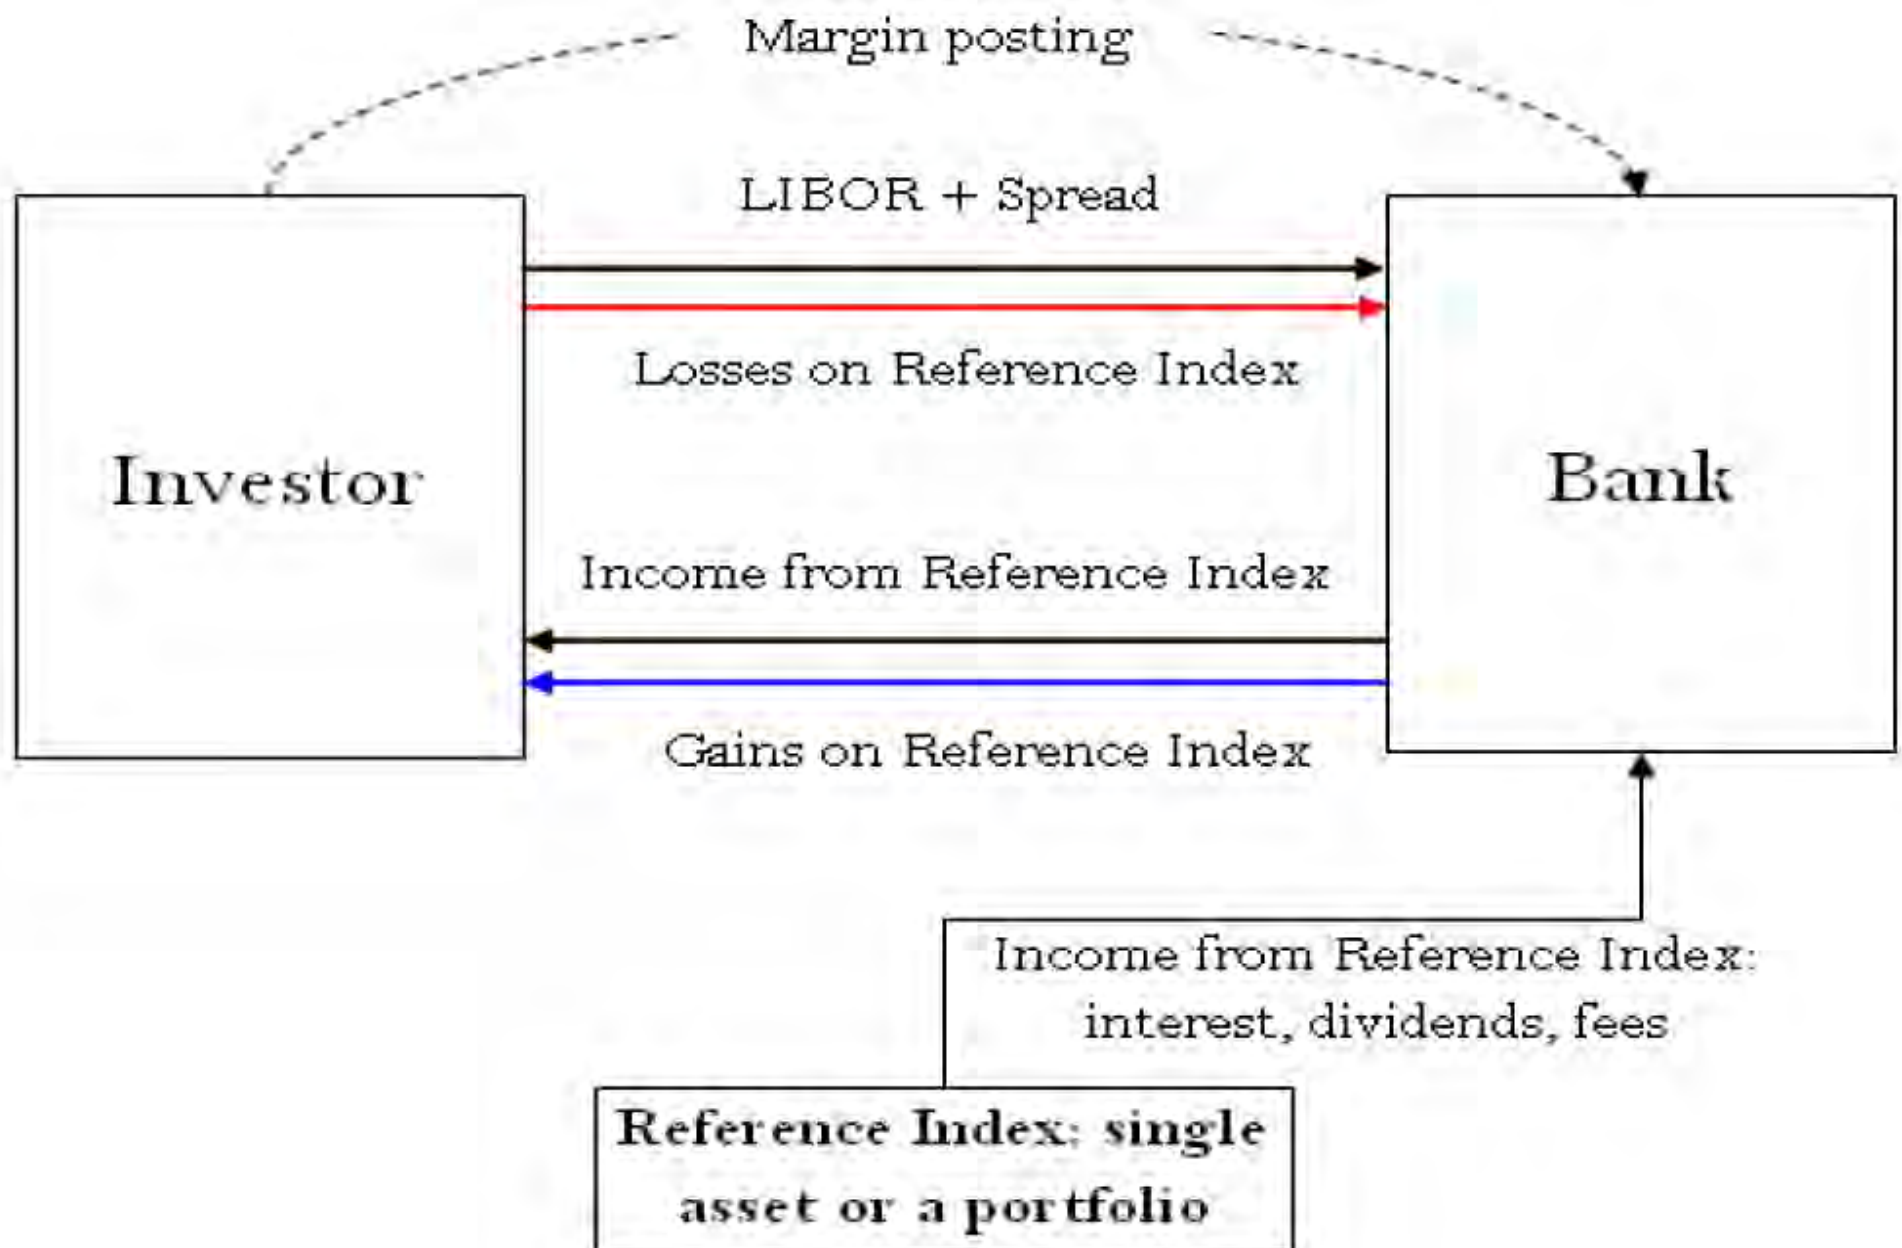 Margin posting
LIBOR + Spread
Losses on Reference Index
Investor
Bank
Income from Reference Index
Gains on Reference Index
Income from Reference Index:
interest, dividends, fees
Reference Index: single
asset or a portfolio